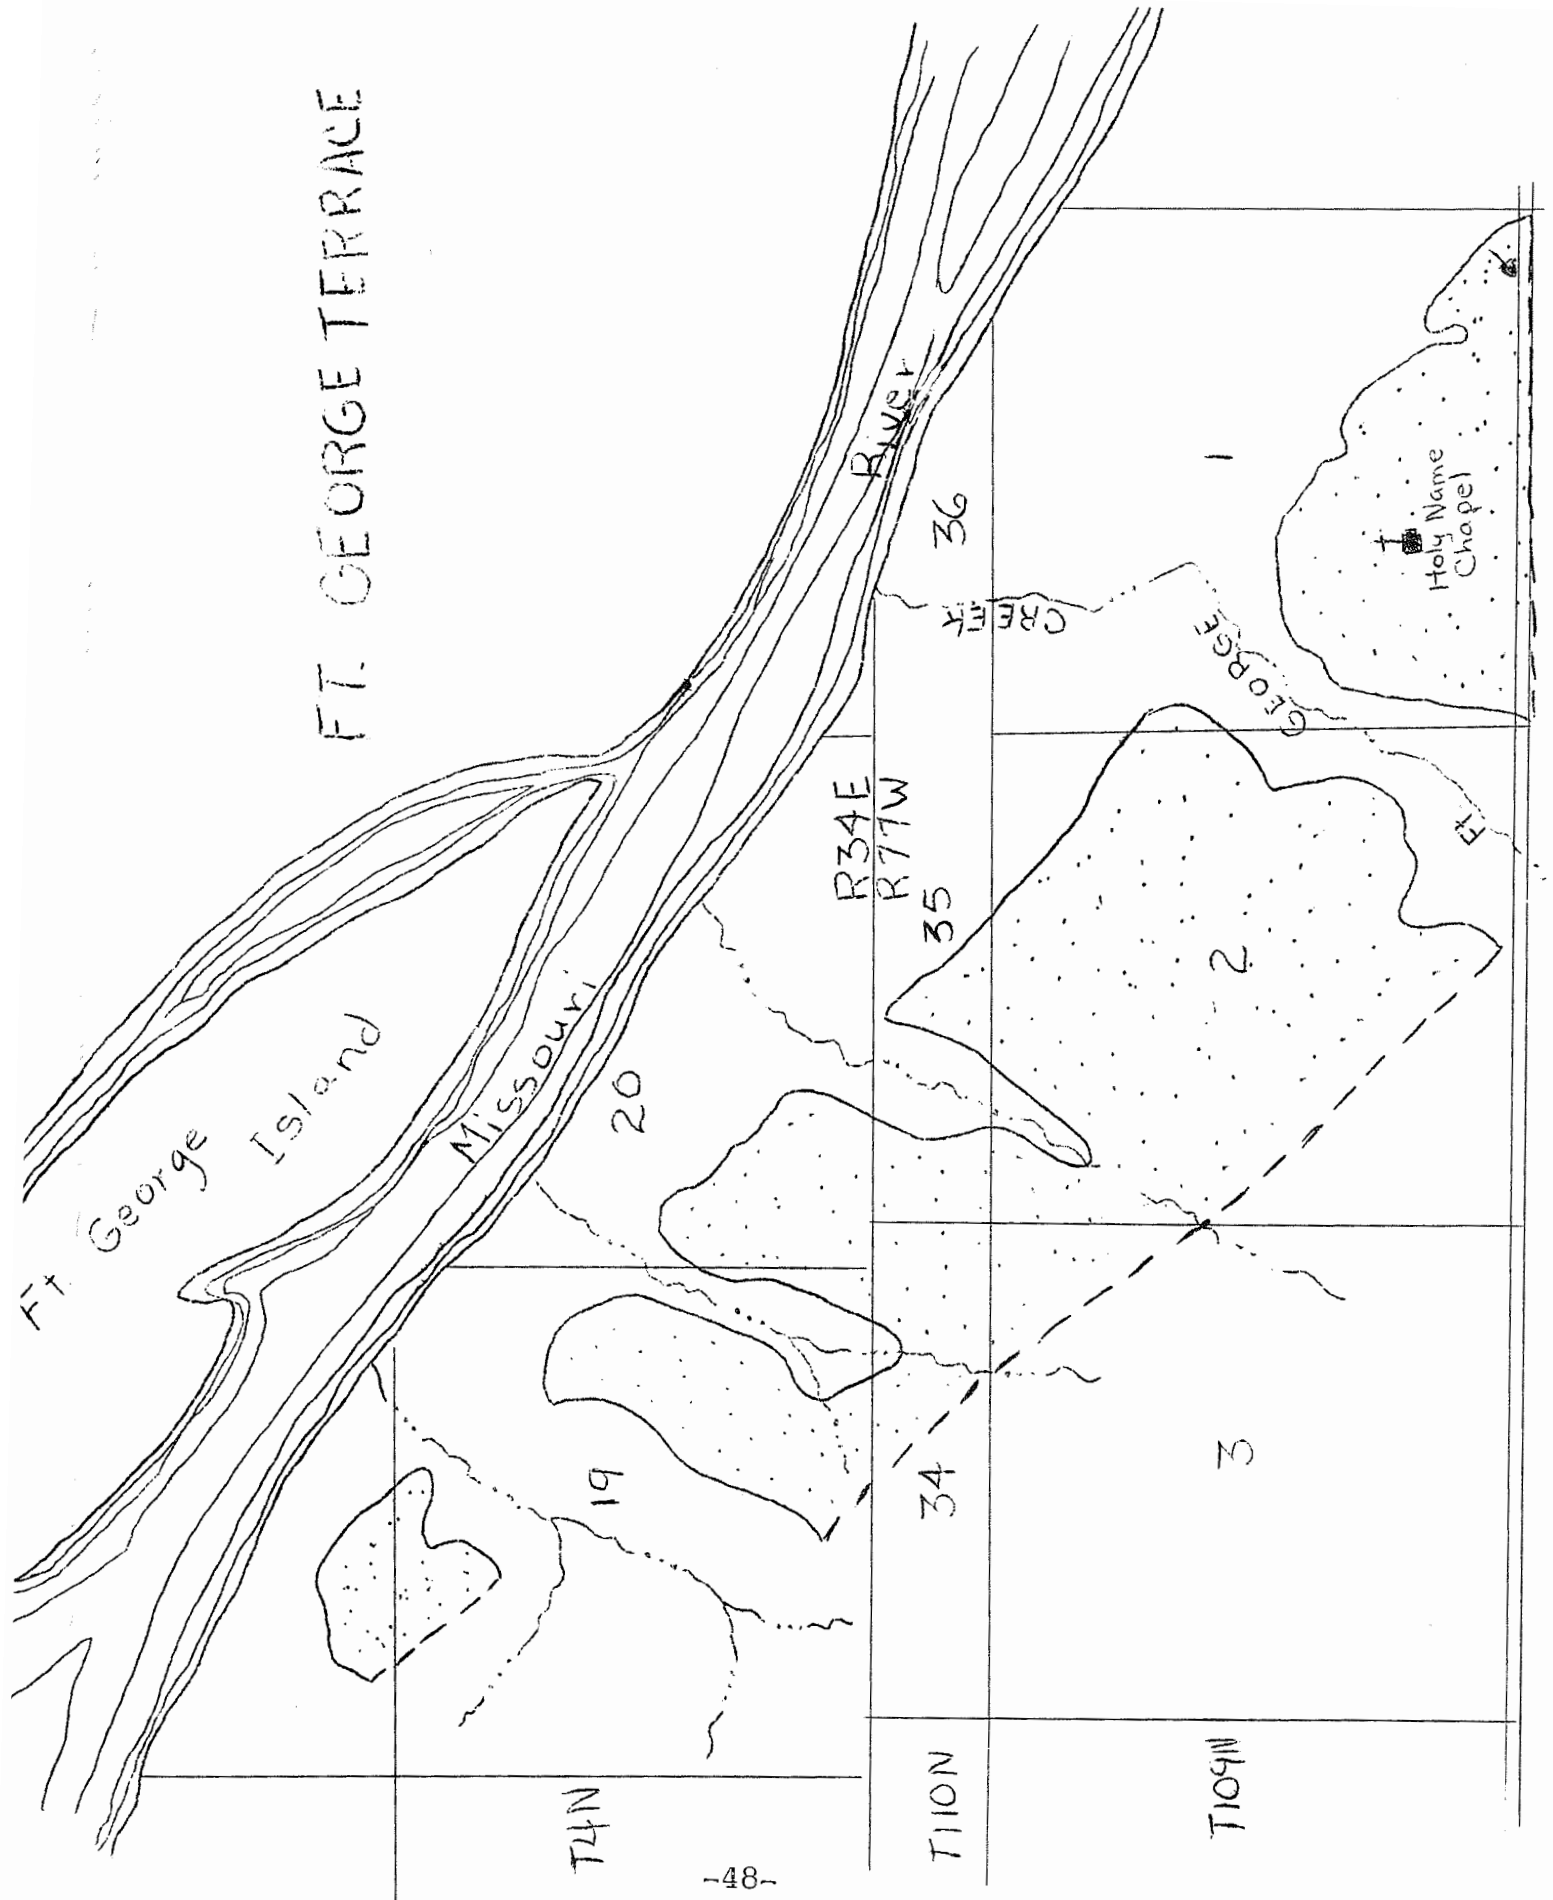 FT. GEORGE TERRACE
Ft. George
Island
Missouri
River
20
19
36
35
34
R34E
R77W
CREEK
GEORGE
Ft
1
2
3
Holy Name
Chapel
T4N
T110N
T109N
-48-